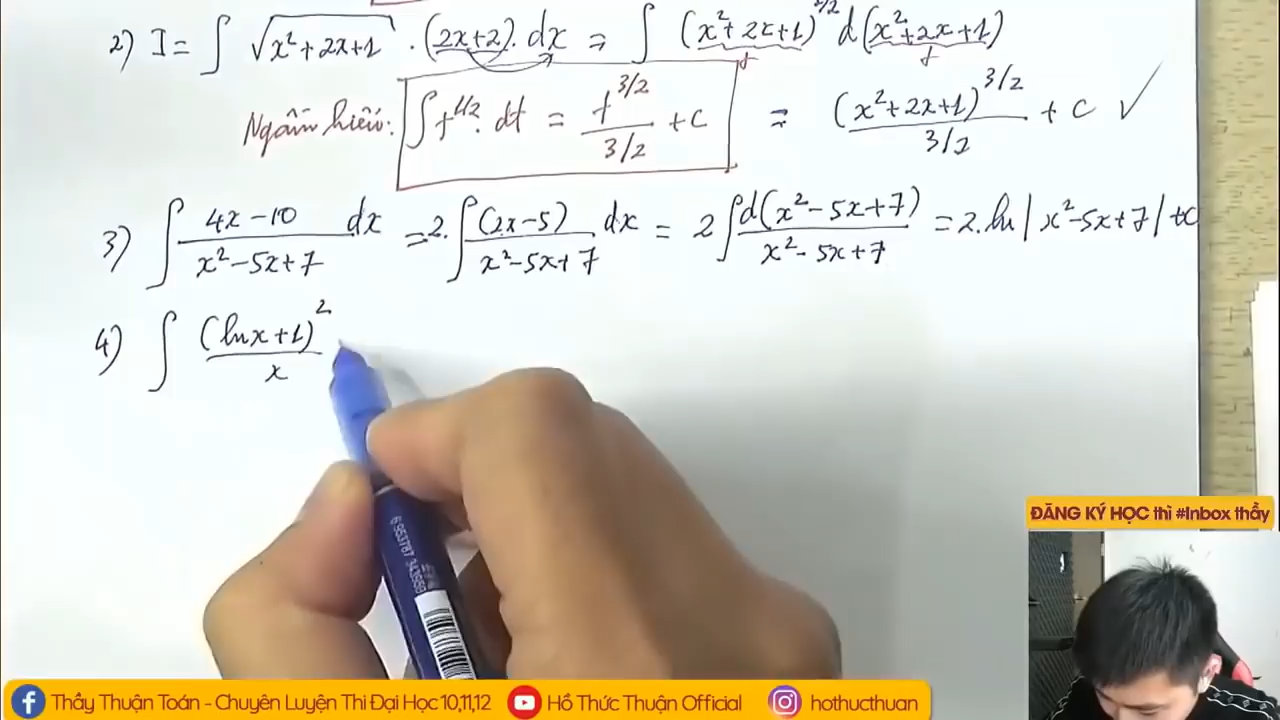 2) I = ∫ √(x²+2x+1) . (2x+2). dx = ∫ (x²+2x+1)^1/2 d(x²+2x+1)
t t
Ngầm hiểu: ∫ t^1/2 . dt = t^3/2 / 3/2 + C = (x²+2x+1)^3/2 / 3/2 + C ✓
3) ∫ (4x-10)/(x²-5x+7) dx = 2. ∫ (2x-5)/(x²-5x+7) dx = 2 ∫ d(x²-5x+7)/(x²-5x+7) = 2.ln|x²-5x+7|+C
4) ∫ (lnx+1)²/x
6 953787 343959
ĐĂNG KÝ HỌC thì #Inbox thầy
Thầy Thuận Toán - Chuyên Luyện Thi Đại Học 10,11,12 Hồ Thức Thuận Official hothucthuan